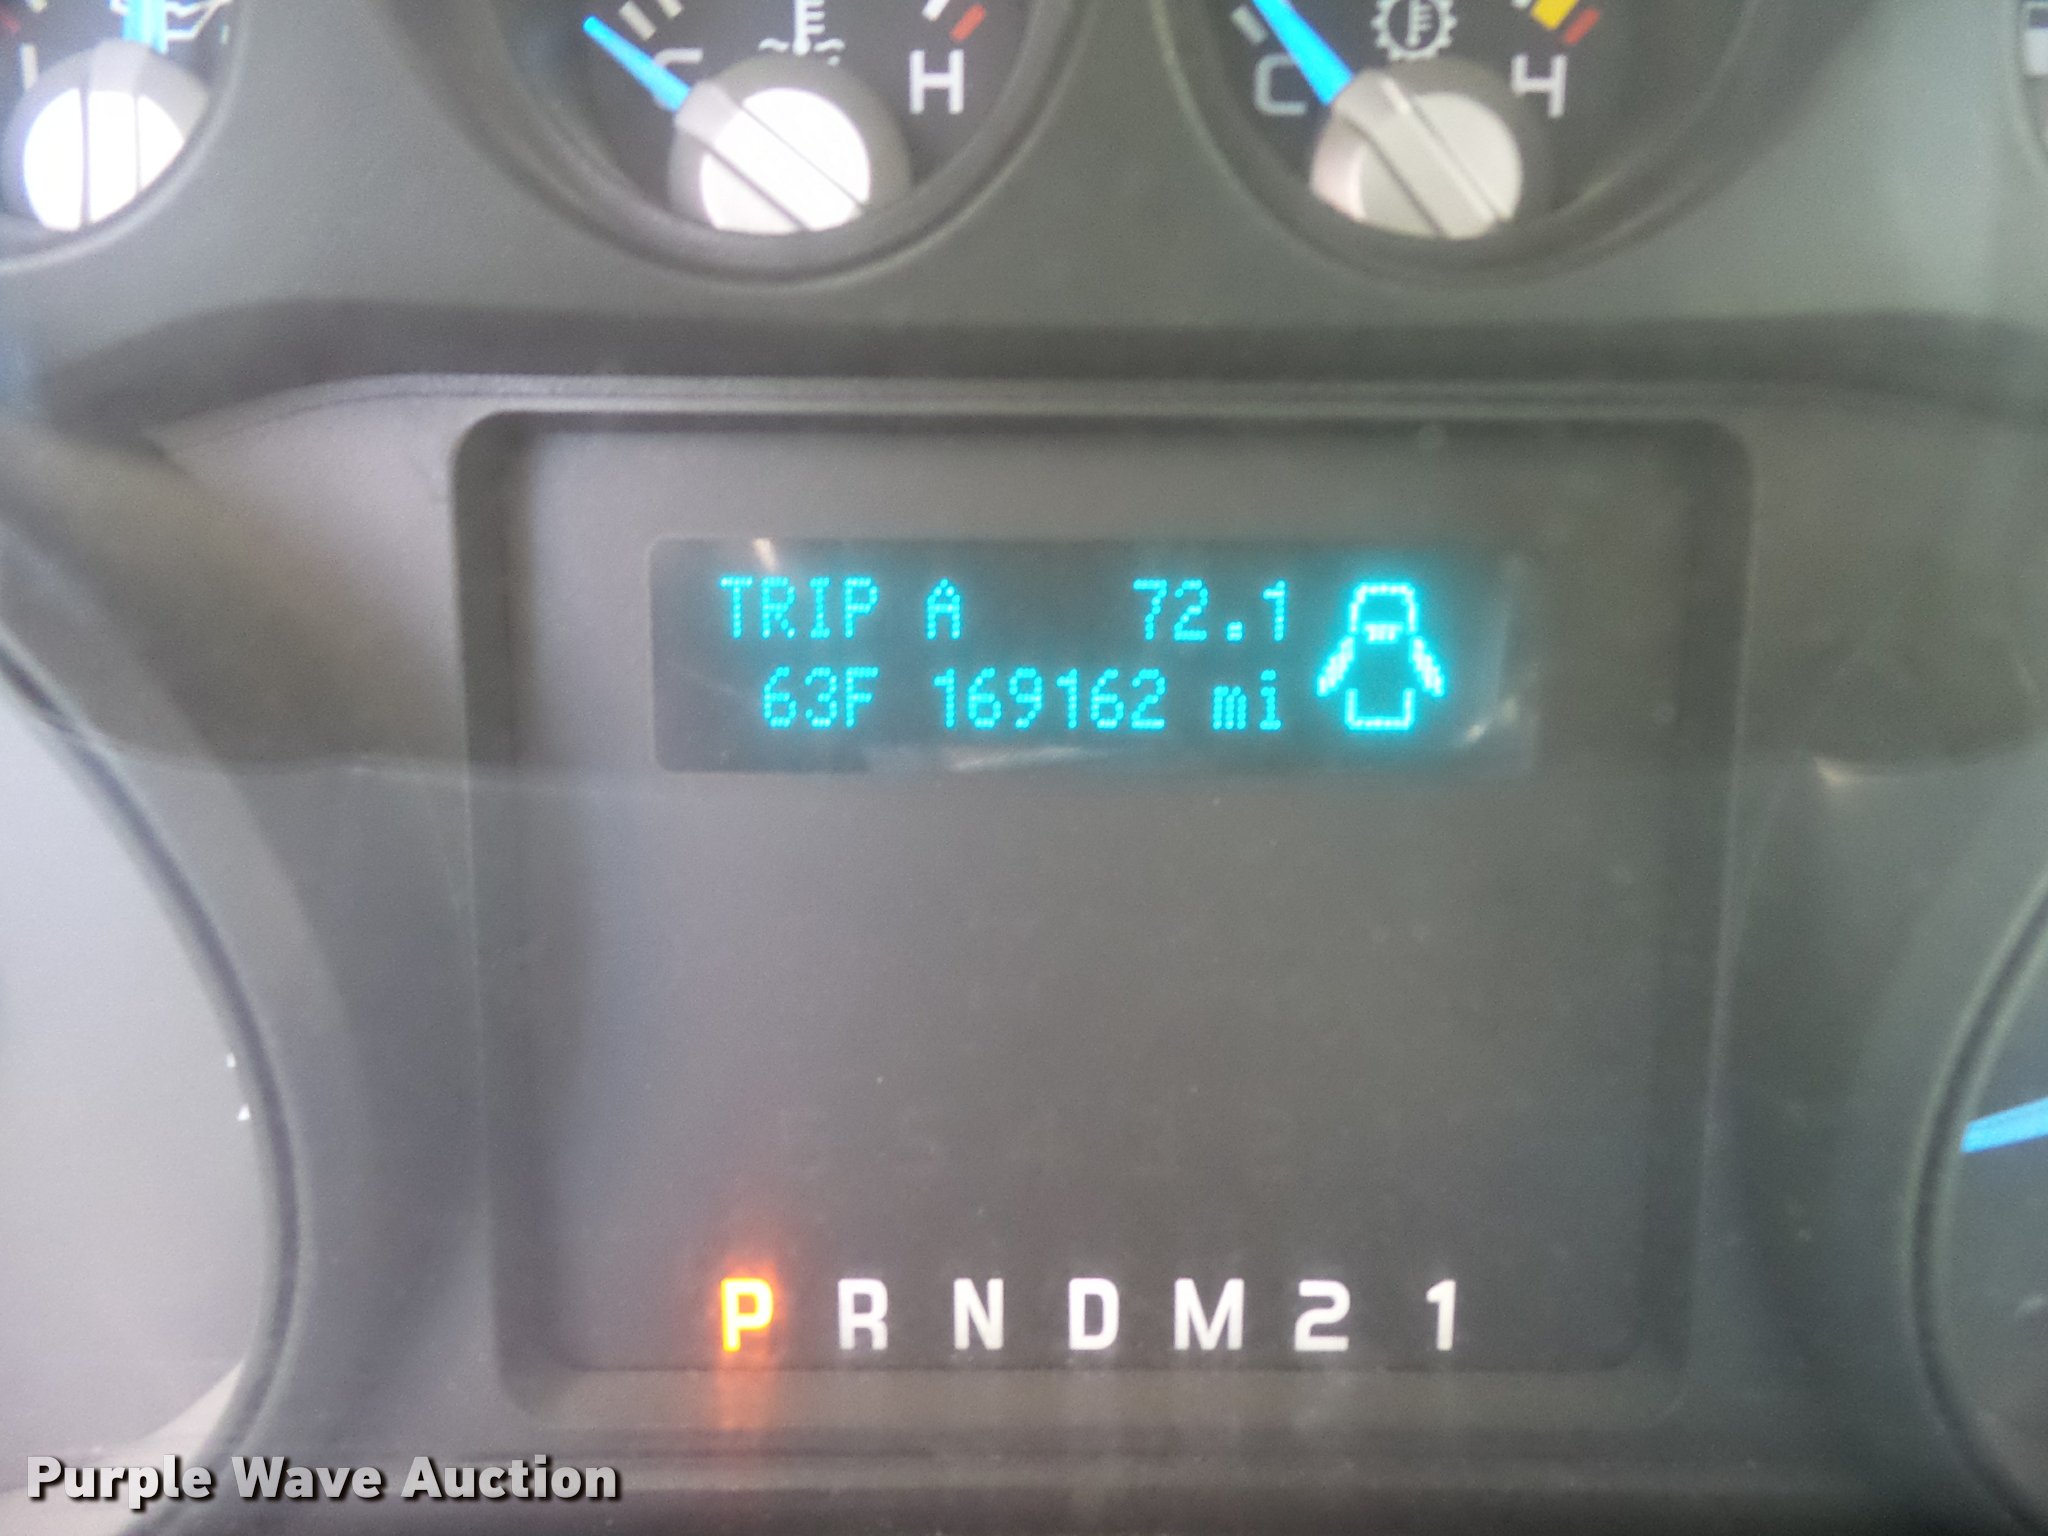 C H
C H
TRIP A 72.1
63F 169162 mi
P R N D M 2 1
Purple Wave Auction